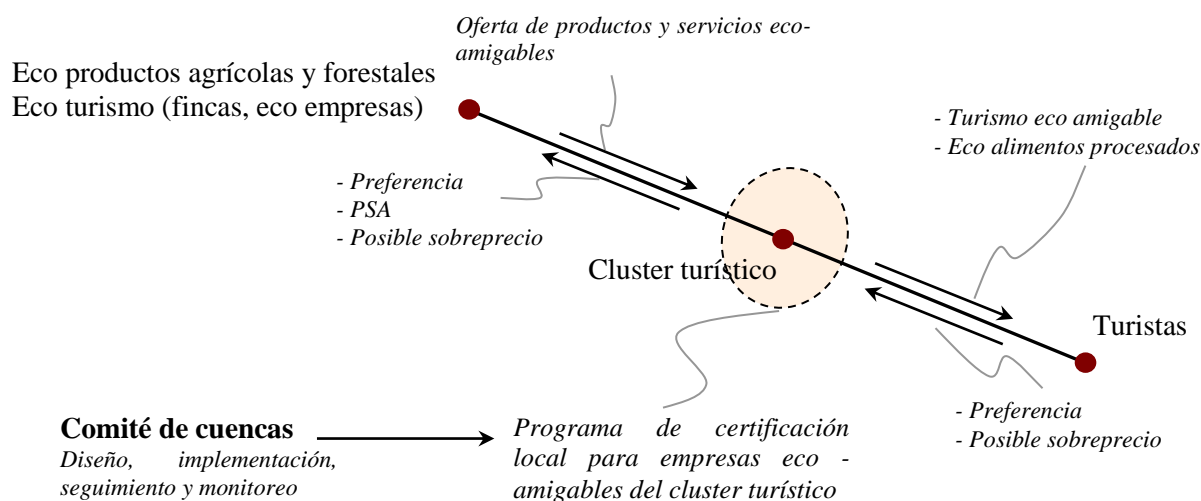 Oferta de productos y servicios eco-
amigables
Eco productos agrícolas y forestales
Eco turismo (fincas, eco empresas)
- Turismo eco amigable
- Eco alimentos procesados
- Preferencia
- PSA
- Posible sobreprecio
Cluster turístico
Turistas
- Preferencia
- Posible sobreprecio
Comité de cuencas
Diseño, implementación,
seguimiento y monitoreo
Programa de certificación
local para empresas eco -
amigables del cluster turístico